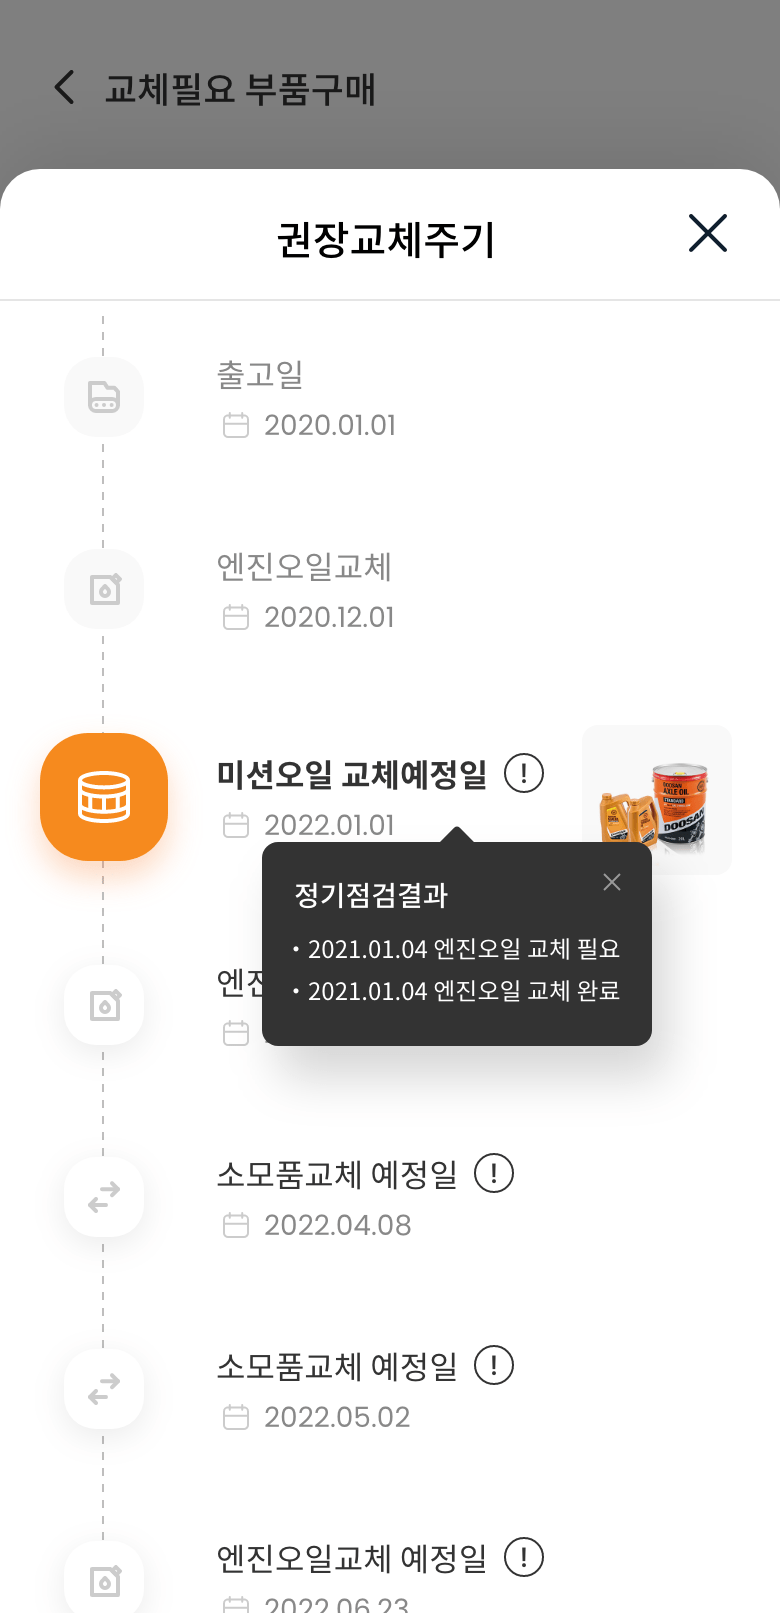 교체필요 부품구매
권장교체주기
출고일
2020.01.01
엔진오일교체
2020.12.01
미션오일 교체예정일
2022.01.01
DOOSAN
AXLE OIL
DOOSAN
정기점검결과
• 2021.01.04 엔진오일 교체 필요
• 2021.01.04 엔진오일 교체 완료
소모품교체 예정일
2022.04.08
소모품교체 예정일
2022.05.02
엔진오일교체 예정일
2022.06.23